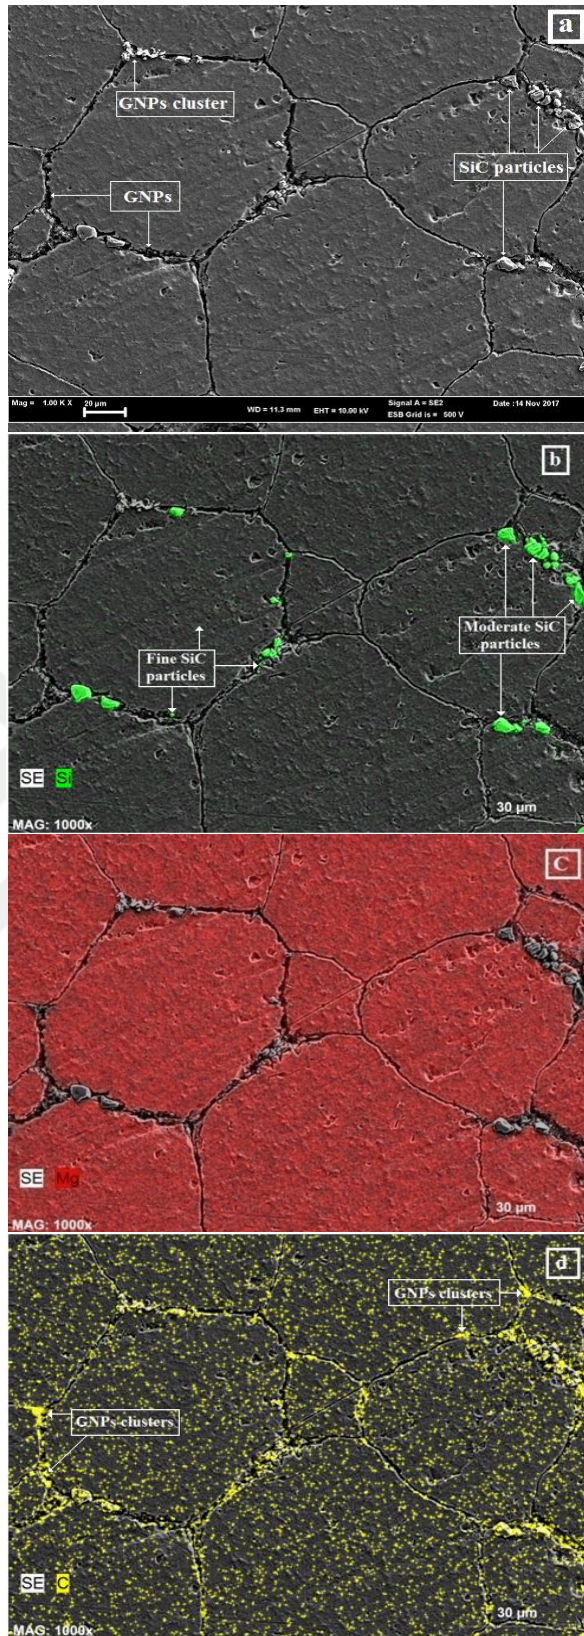 a
GNPs cluster
SiC particles
GNPs
Mag = 1.00 K X
20 µm
WD = 11.3 mm
EHT = 10.00 kV
Signal A = SE2
ESB Grid is = 500 V
Date :14 Nov 2017
b
Moderate SiC
particles
Fine SiC
particles
SE Si
30 µm
MAG: 1000x
C
SE Mg
30 µm
MAG: 1000x
d
GNPs clusters
GNPs clusters
SE C
30 µm
MAG: 1000x